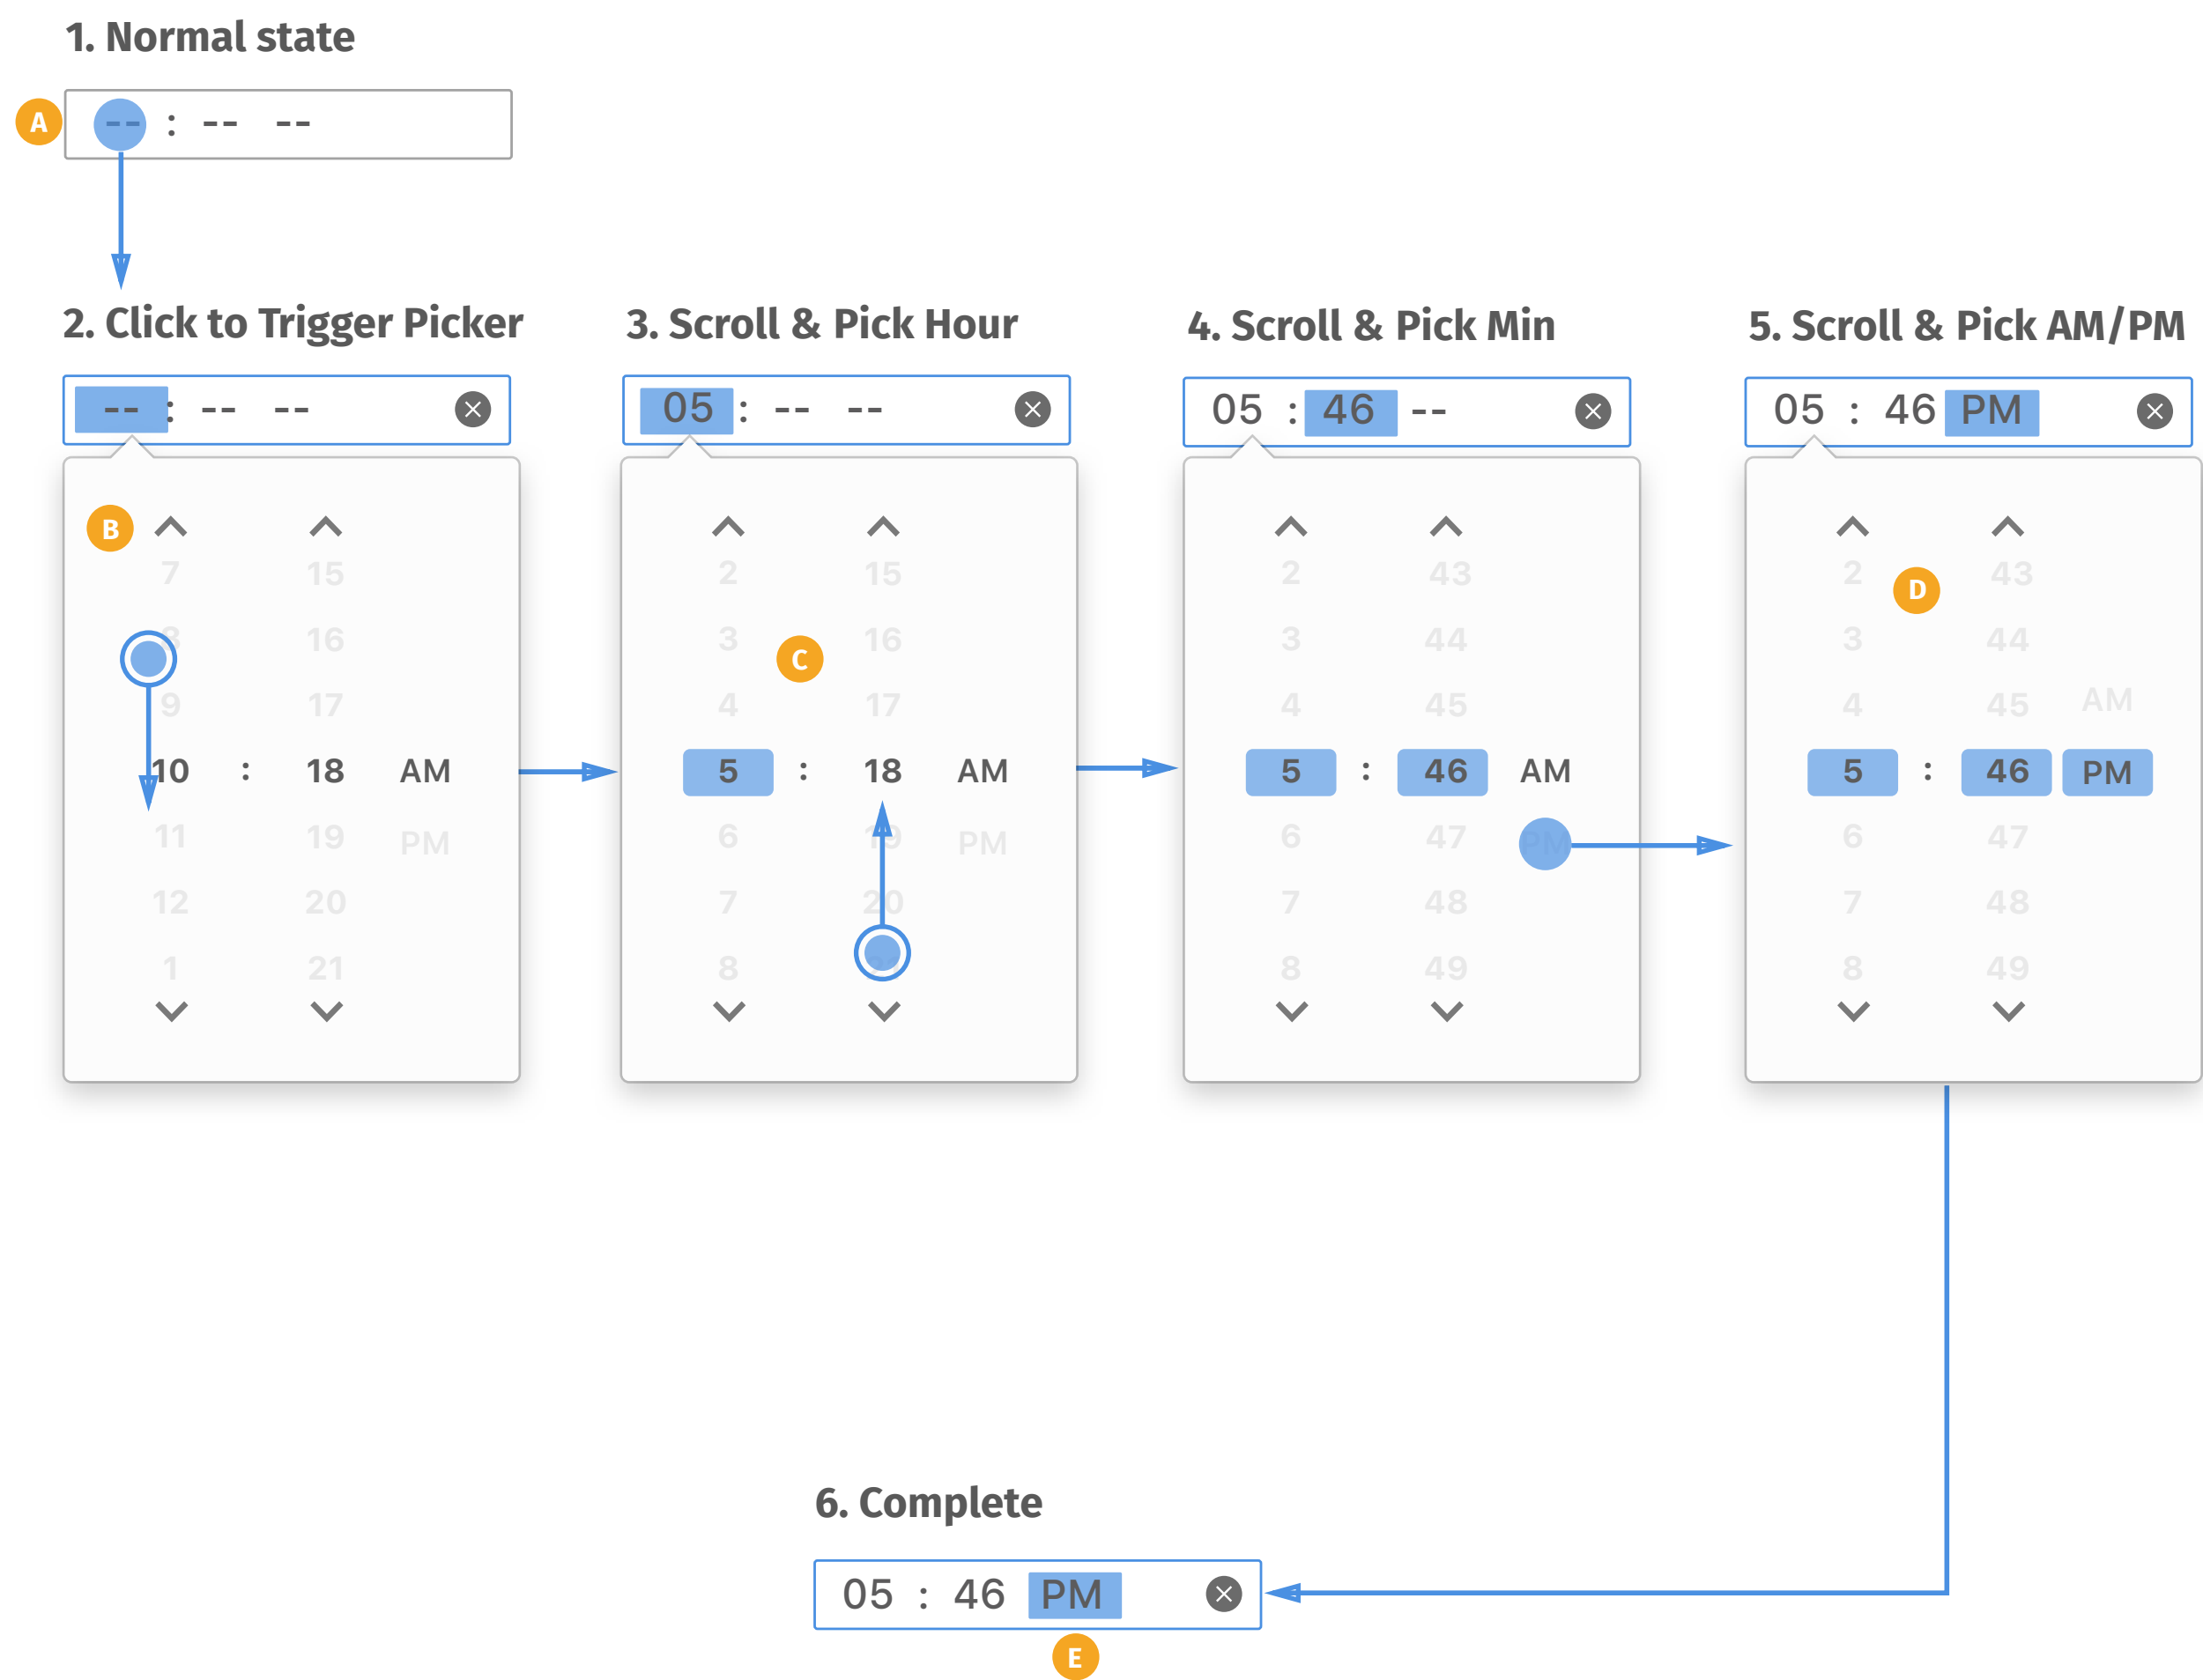 1. Normal state
A
-- : -- --
2. Click to Trigger Picker
-- : -- --
B
7 15
8 16
9 17
10 : 18 AM
11 19 PM
12 20
1 21
3. Scroll & Pick Hour
05 : -- --
2 15
3 16
C
4 17
5 : 18 AM
6 19 PM
7 20
8
4. Scroll & Pick Min
05 : 46 --
2 43
3 44
4 45
5 : 46 AM
6 47 PM
7 48
8 49
5. Scroll & Pick AM/PM
05 : 46 PM
2 43
D
3 44
4 45 AM
5 : 46 PM
6 47
7 48
8 49
6. Complete
05 : 46 PM
E